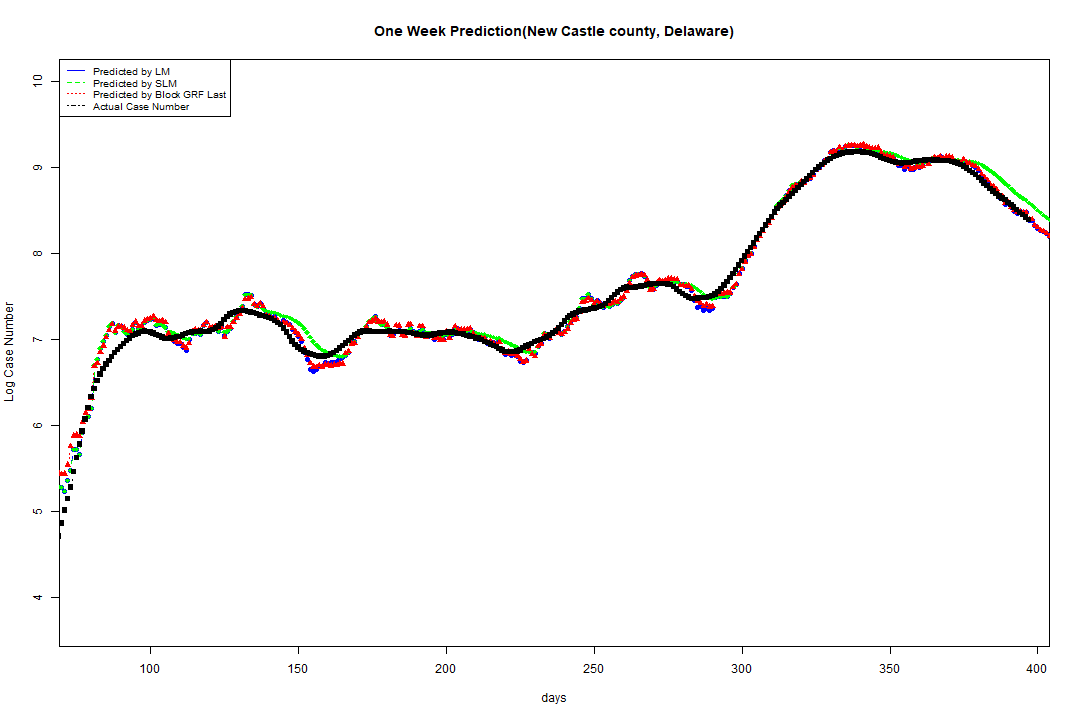 One Week Prediction(New Castle county, Delaware)
Predicted by LM
Predicted by SLM
Predicted by Block GRF Last
Actual Case Number
10
9
8
7
6
5
4
Log Case Number
100 150 200 250 300 350 400
days